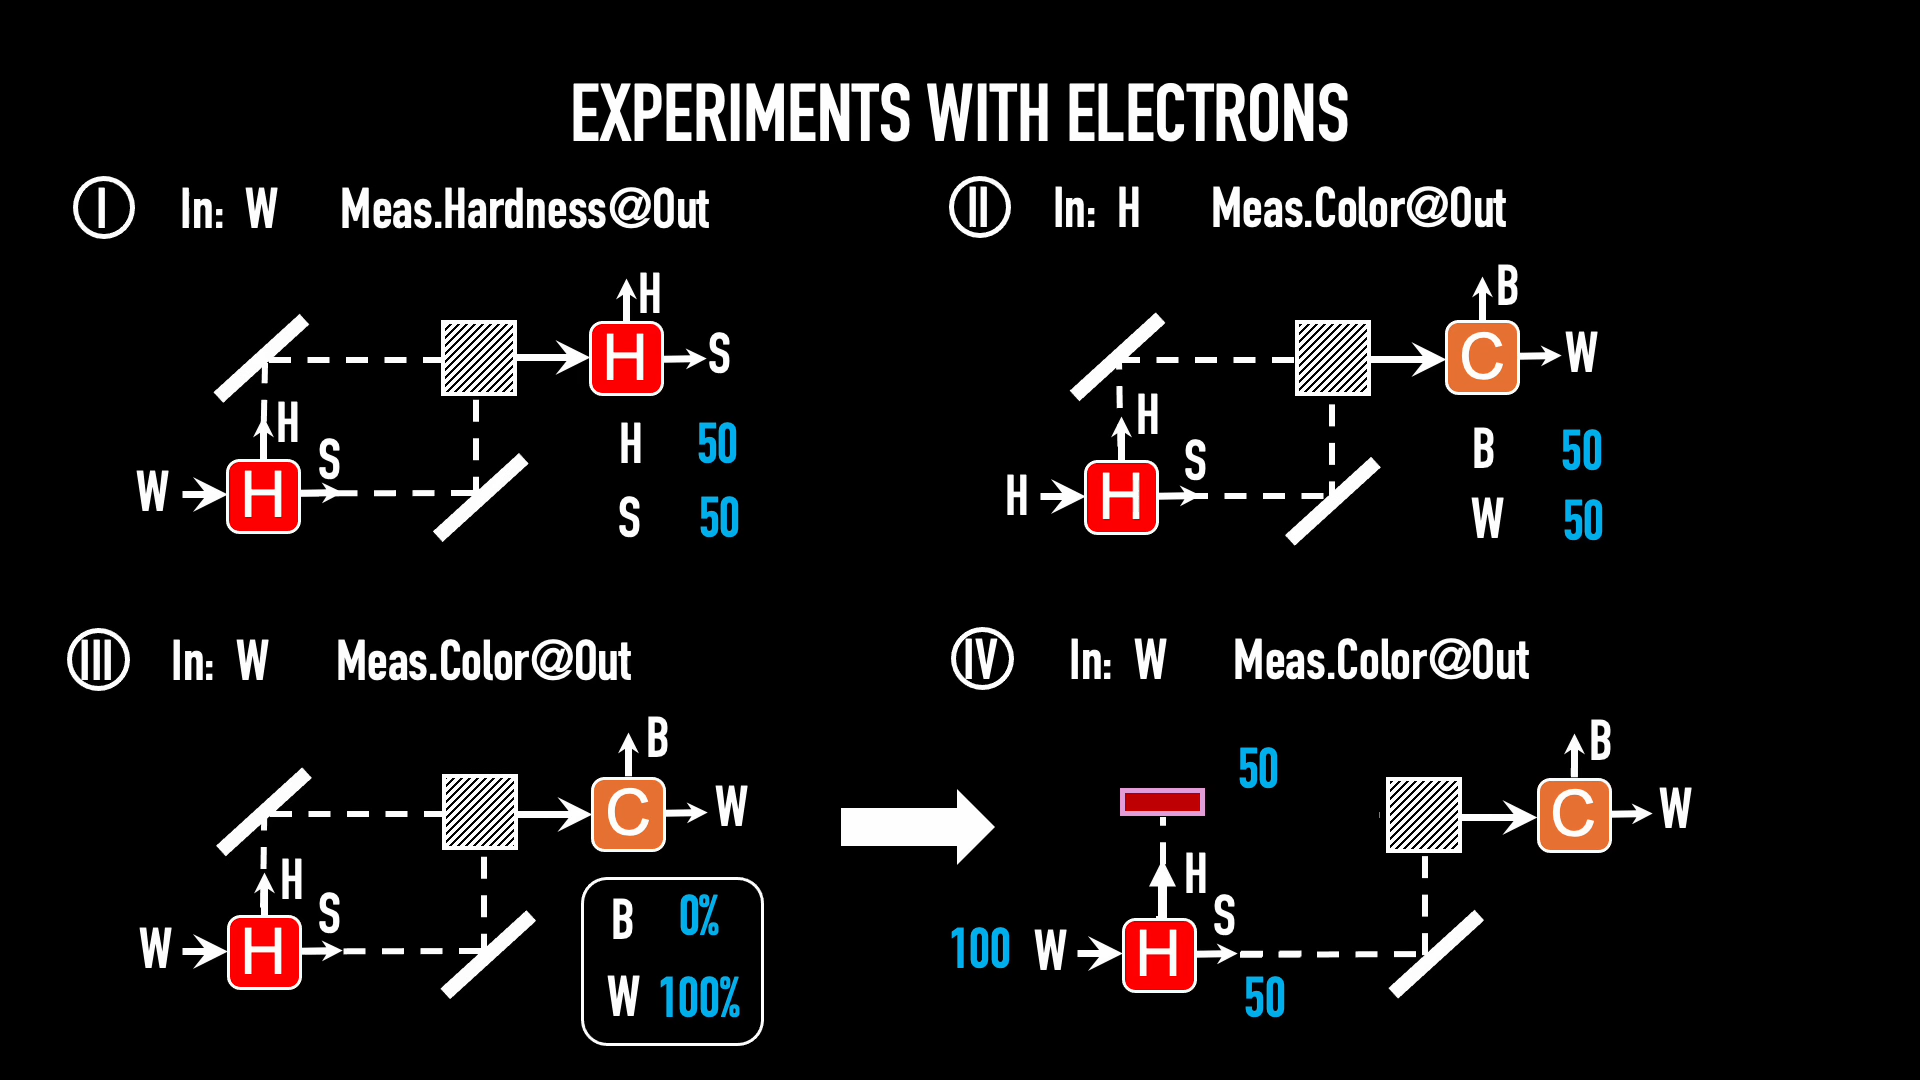 EXPERIMENTS WITH ELECTRONS
I In: W Meas.Hardness@Out
H
H S
H
S
W H
H 50
S 50
II In: H Meas.Color@Out
B
C W
H
S
H H
B 50
W 50
III In: W Meas.Color@Out
B
C W
H
S
W H
B 0%
W 100%
IV In: W Meas.Color@Out
B
50
C W
H
S
100 W H
50